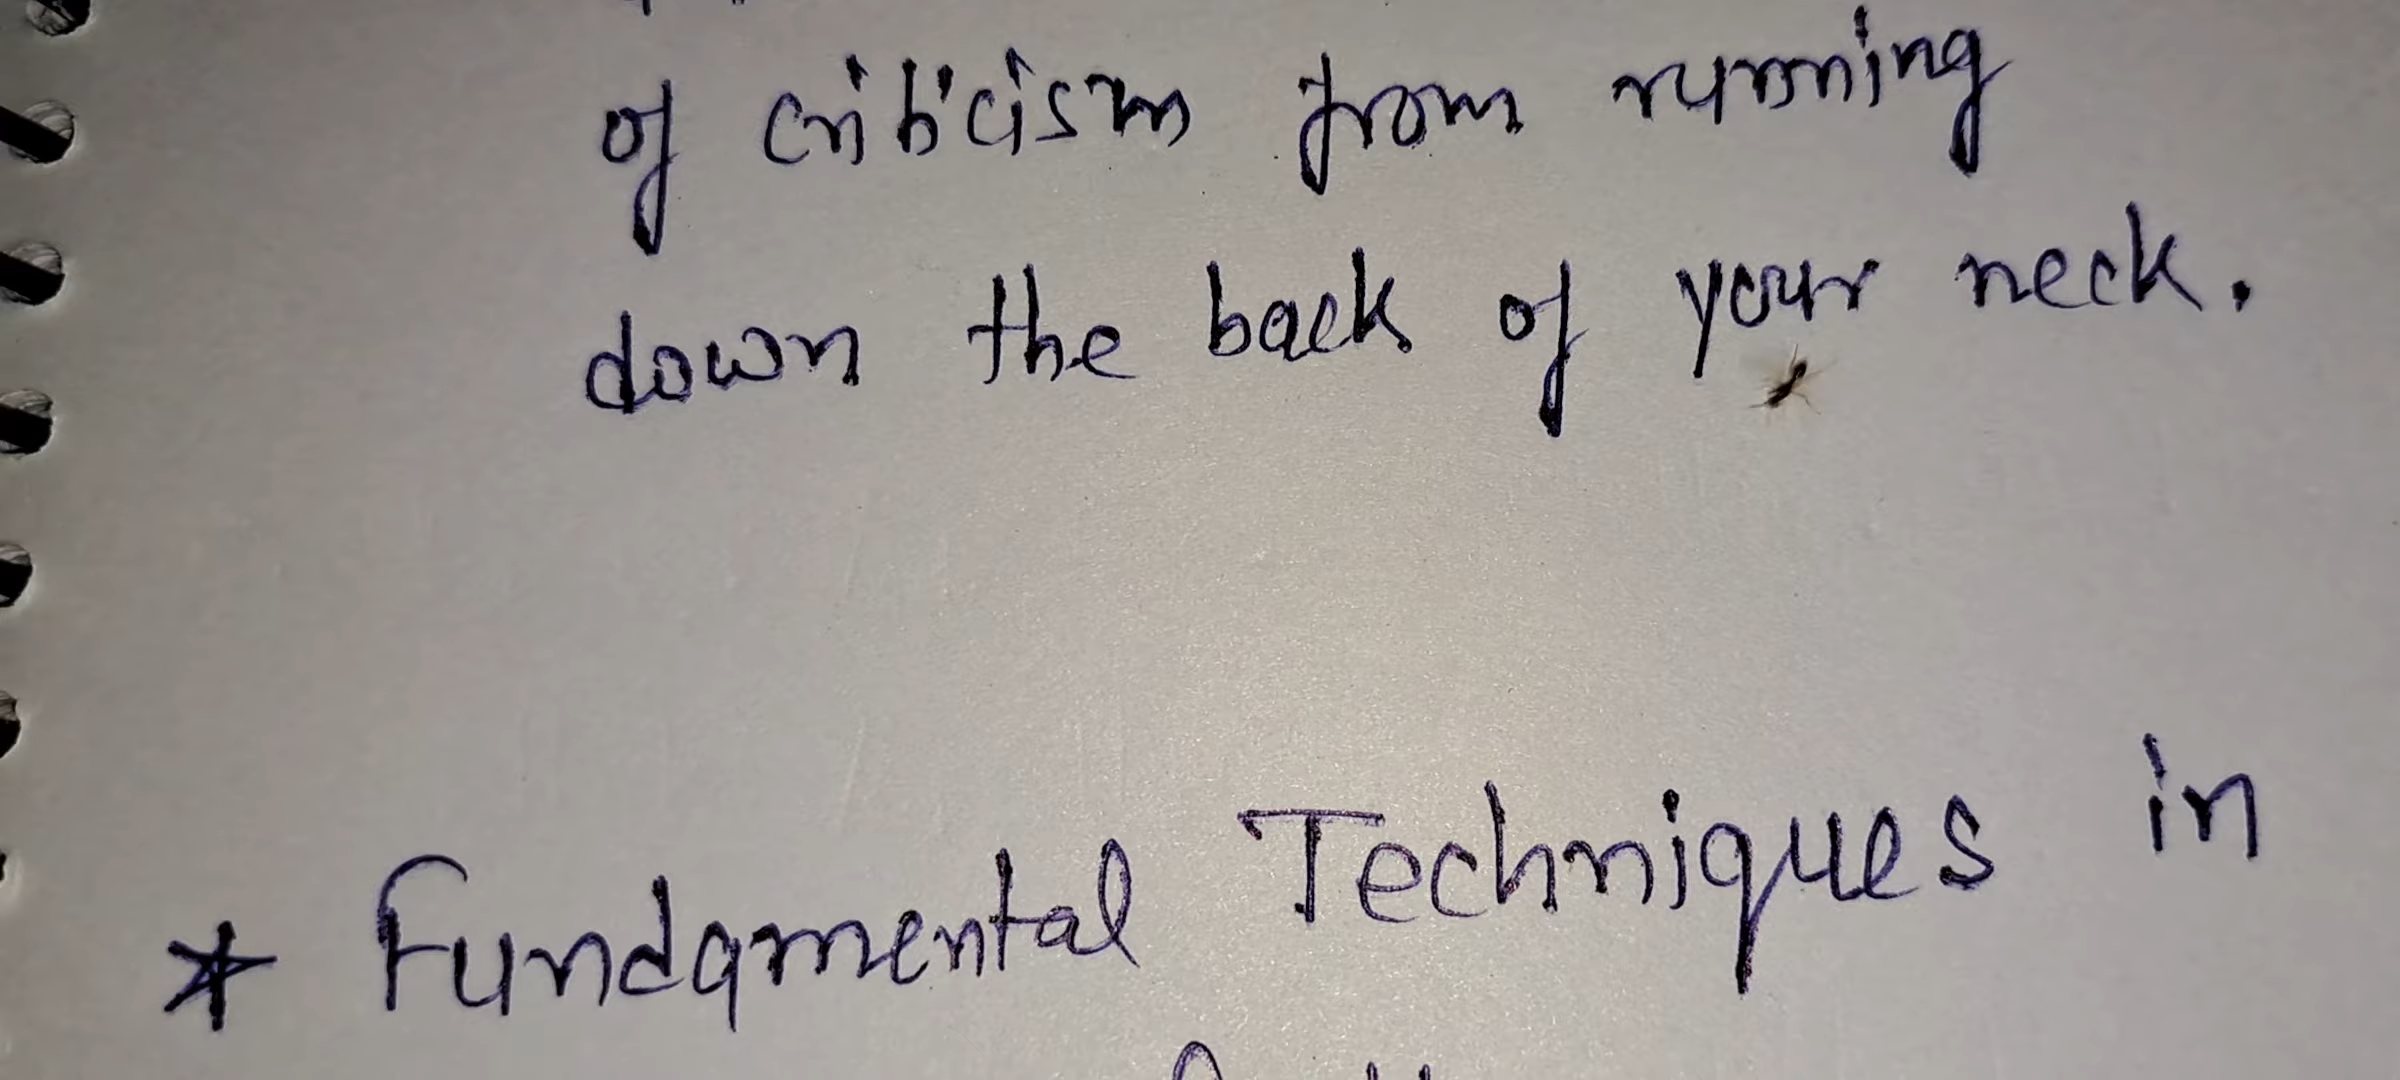 of criticism from running
down the back of your neck.
* Fundamental Techniques in